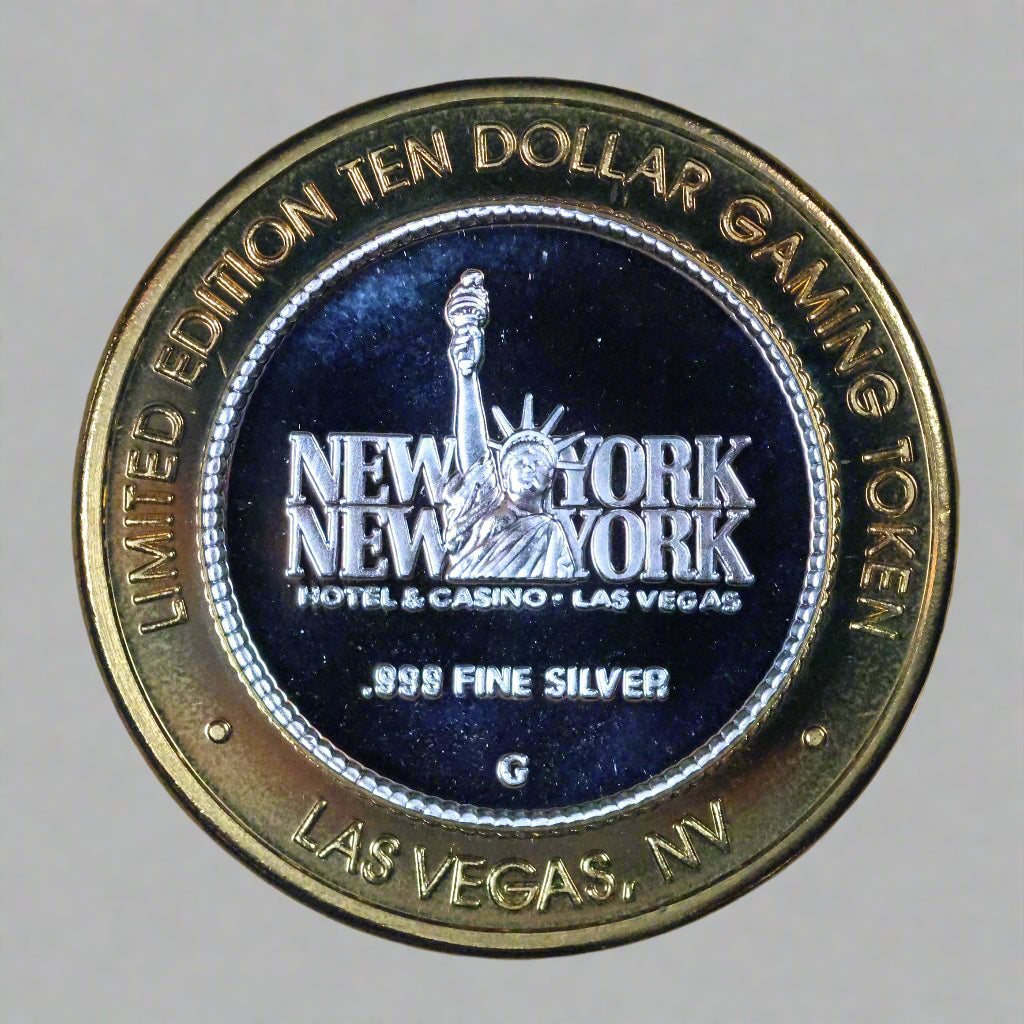 LIMITED EDITION TEN DOLLAR GAMING TOKEN
NEW YORK
NEW YORK
HOTEL & CASINO • LAS VEGAS
.999 FINE SILVER
G
• LAS VEGAS, NV •